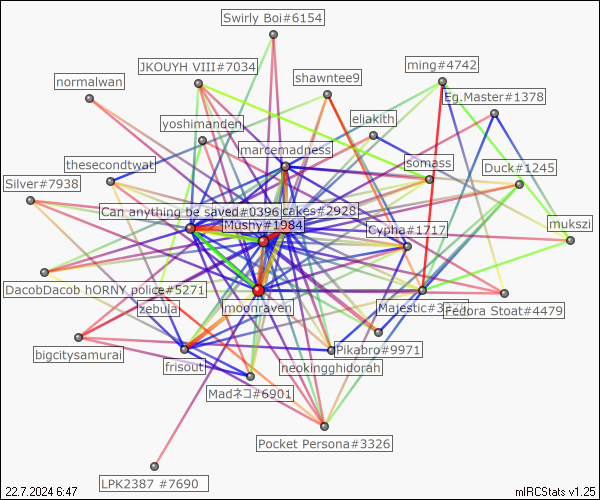 Swirly Boi#6154
JKOUYH VIII#7034
ming#4742
shawntee9
normalwan
Eg.Master#1378
eliakith
yoshimanden
marcemadness
thesecondtwat
somass
Duck#1245
Silver#7938
Can anything be saved#0396
cakes#2928
Mushy#1984
Cypha#1717
mukszi
DacobDacob hORNY police#5271
zebula
moonraven
Fedora Stoat#4479
bigcitysamurai
Pikabro#9971
frisout
neokingghidorah
Madネコ#6901
Pocket Persona#3326
LPK2387 #7690
22.7.2024 6:47
mIRCStats v1.25